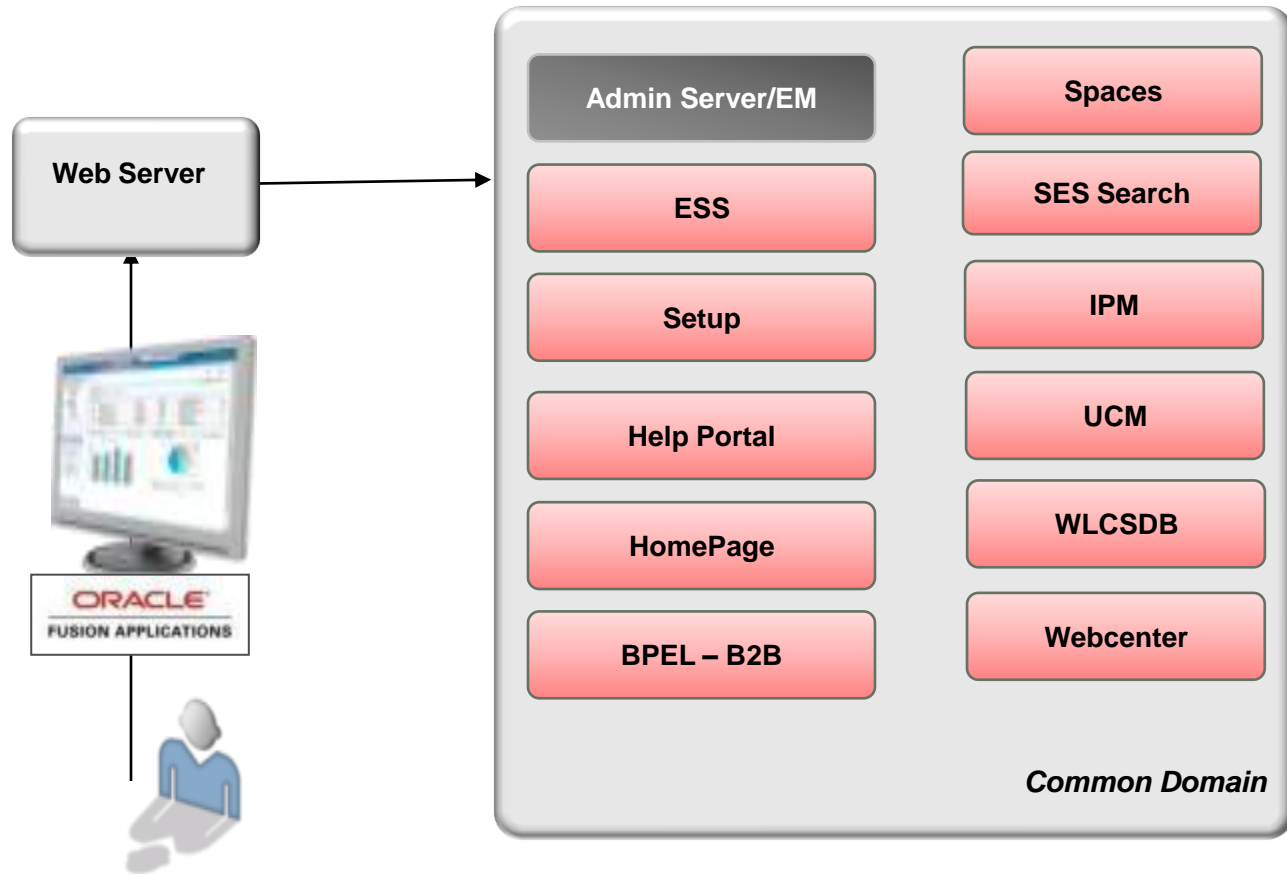 Web Server
ORACLE
FUSION APPLICATIONS
Admin Server/EM
ESS
Setup
Help Portal
HomePage
BPEL – B2B
Spaces
SES Search
IPM
UCM
WLCSDB
Webcenter
Common Domain